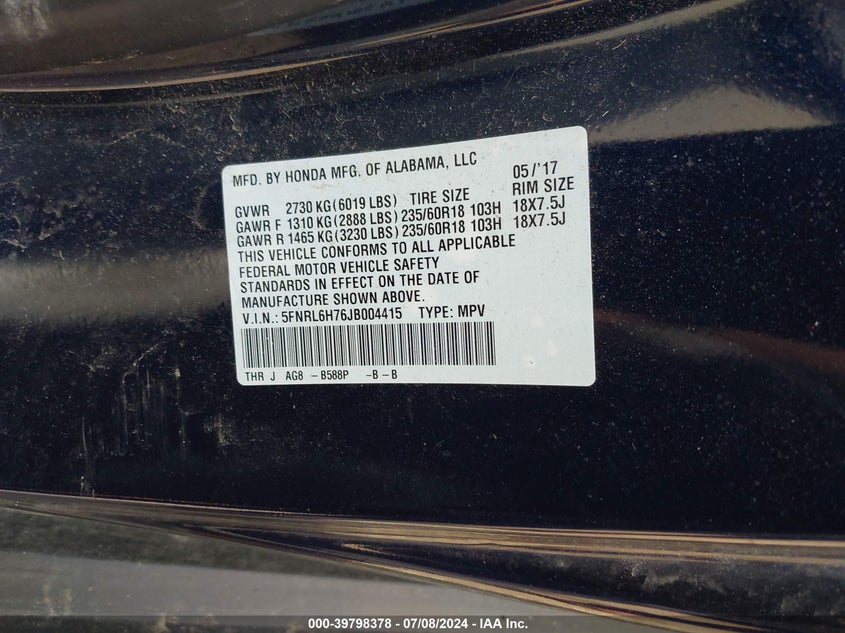 MFD. BY HONDA MFG. OF ALABAMA, LLC 05/'17
GVWR 2730 KG(6019 LBS) TIRE SIZE RIM SIZE
GAWR F 1310 KG(2888 LBS) 235/60R18 103H 18X7.5J
GAWR R 1465 KG(3230 LBS) 235/60R18 103H 18X7.5J
THIS VEHICLE CONFORMS TO ALL APPLICABLE
FEDERAL MOTOR VEHICLE SAFETY
STANDARDS IN EFFECT ON THE DATE OF
MANUFACTURE SHOWN ABOVE.
V.I.N.: 5FNRL6H76JB004415 TYPE: MPV
THR J AG8 - B588P -B-B
000-39798378 - 07/08/2024 - IAA Inc.